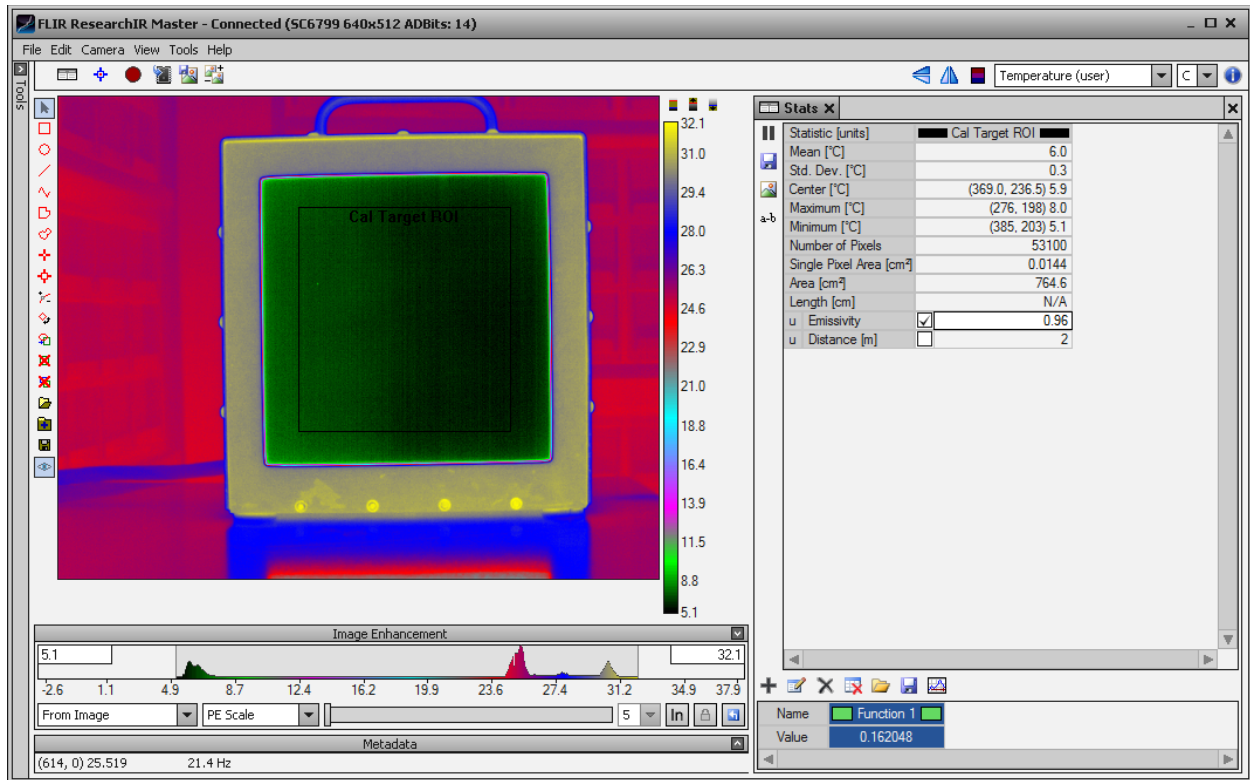 FLIR ResearchIR Master - Connected (SC6799 640x512 ADBits: 14)
File Edit Camera View Tools Help
Tools
Temperature (user)
C
Cal Target ROI
32.1
31.0
29.4
28.0
26.3
24.6
22.9
21.0
18.8
16.4
13.9
11.5
8.8
5.1
Image Enhancement
5.1 32.1
-2.6 1.1 4.9 8.7 12.4 16.2 19.9 23.6 27.4 31.2 34.9 37.9
From Image PE Scale 5 In
Metadata
(614, 0) 25.519 21.4 Hz
Stats
a-b
Statistic [units] Cal Target ROI
Mean [°C] 6.0
Std. Dev. [°C] 0.3
Center [°C] (369.0, 236.5) 5.9
Maximum [°C] (276, 198) 8.0
Minimum [°C] (385, 203) 5.1
Number of Pixels 53100
Single Pixel Area [cm²] 0.0144
Area [cm²] 764.6
Length [cm] N/A
u Emissivity 0.96
u Distance [m] 2
Name Function 1
Value 0.162048